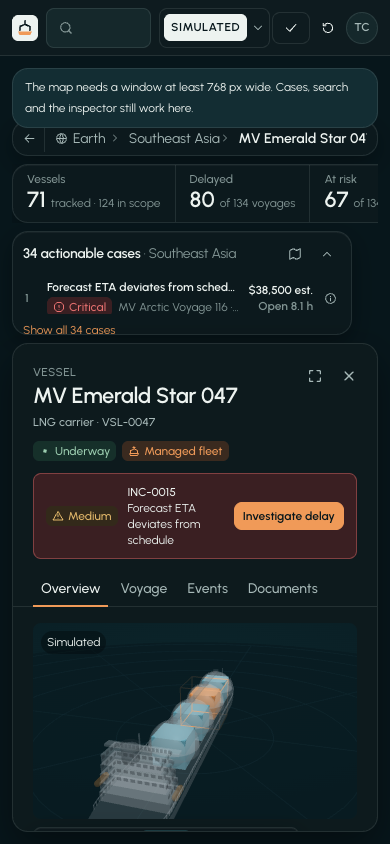 SIMULATED
TC
The map needs a window at least 768 px wide. Cases, search
and the inspector still work here.
Earth
Southeast Asia
MV Emerald Star 04
Vessels
71 tracked · 124 in scope
Delayed
80 of 134 voyages
At risk
67 of 134
34 actionable cases · Southeast Asia
1
Forecast ETA deviates from sched...
$38,500 est.
Critical
MV Arctic Voyage 116 ·...
Open 8.1 h
Show all 34 cases
VESSEL
MV Emerald Star 047
LNG carrier · VSL-0047
Underway
Managed fleet
Medium
INC-0015
Forecast ETA
deviates from
schedule
Investigate delay
Overview
Voyage
Events
Documents
Simulated